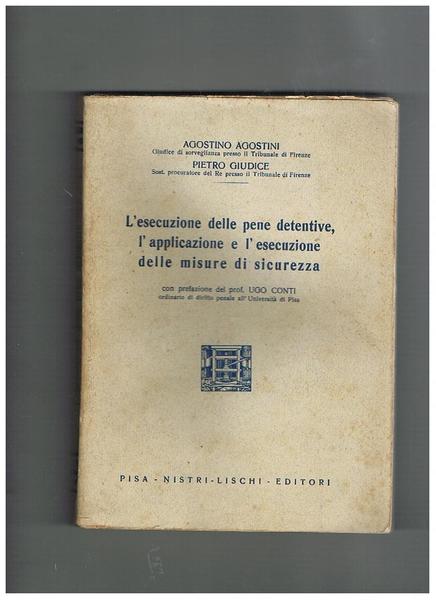 AGOSTINO AGOSTINI
Giudice di sorveglianza presso il Tribunale di Firenze
PIETRO GIUDICE
Sost. procuratore del Re presso il Tribunale di Firenze
L'esecuzione delle pene detentive,
l'applicazione e l'esecuzione
delle misure di sicurezza
con prefazione del prof. UGO CONTI
ordinario di diritto penale all'Università di Pisa
PISA - NISTRI-LISCHI - EDITORI